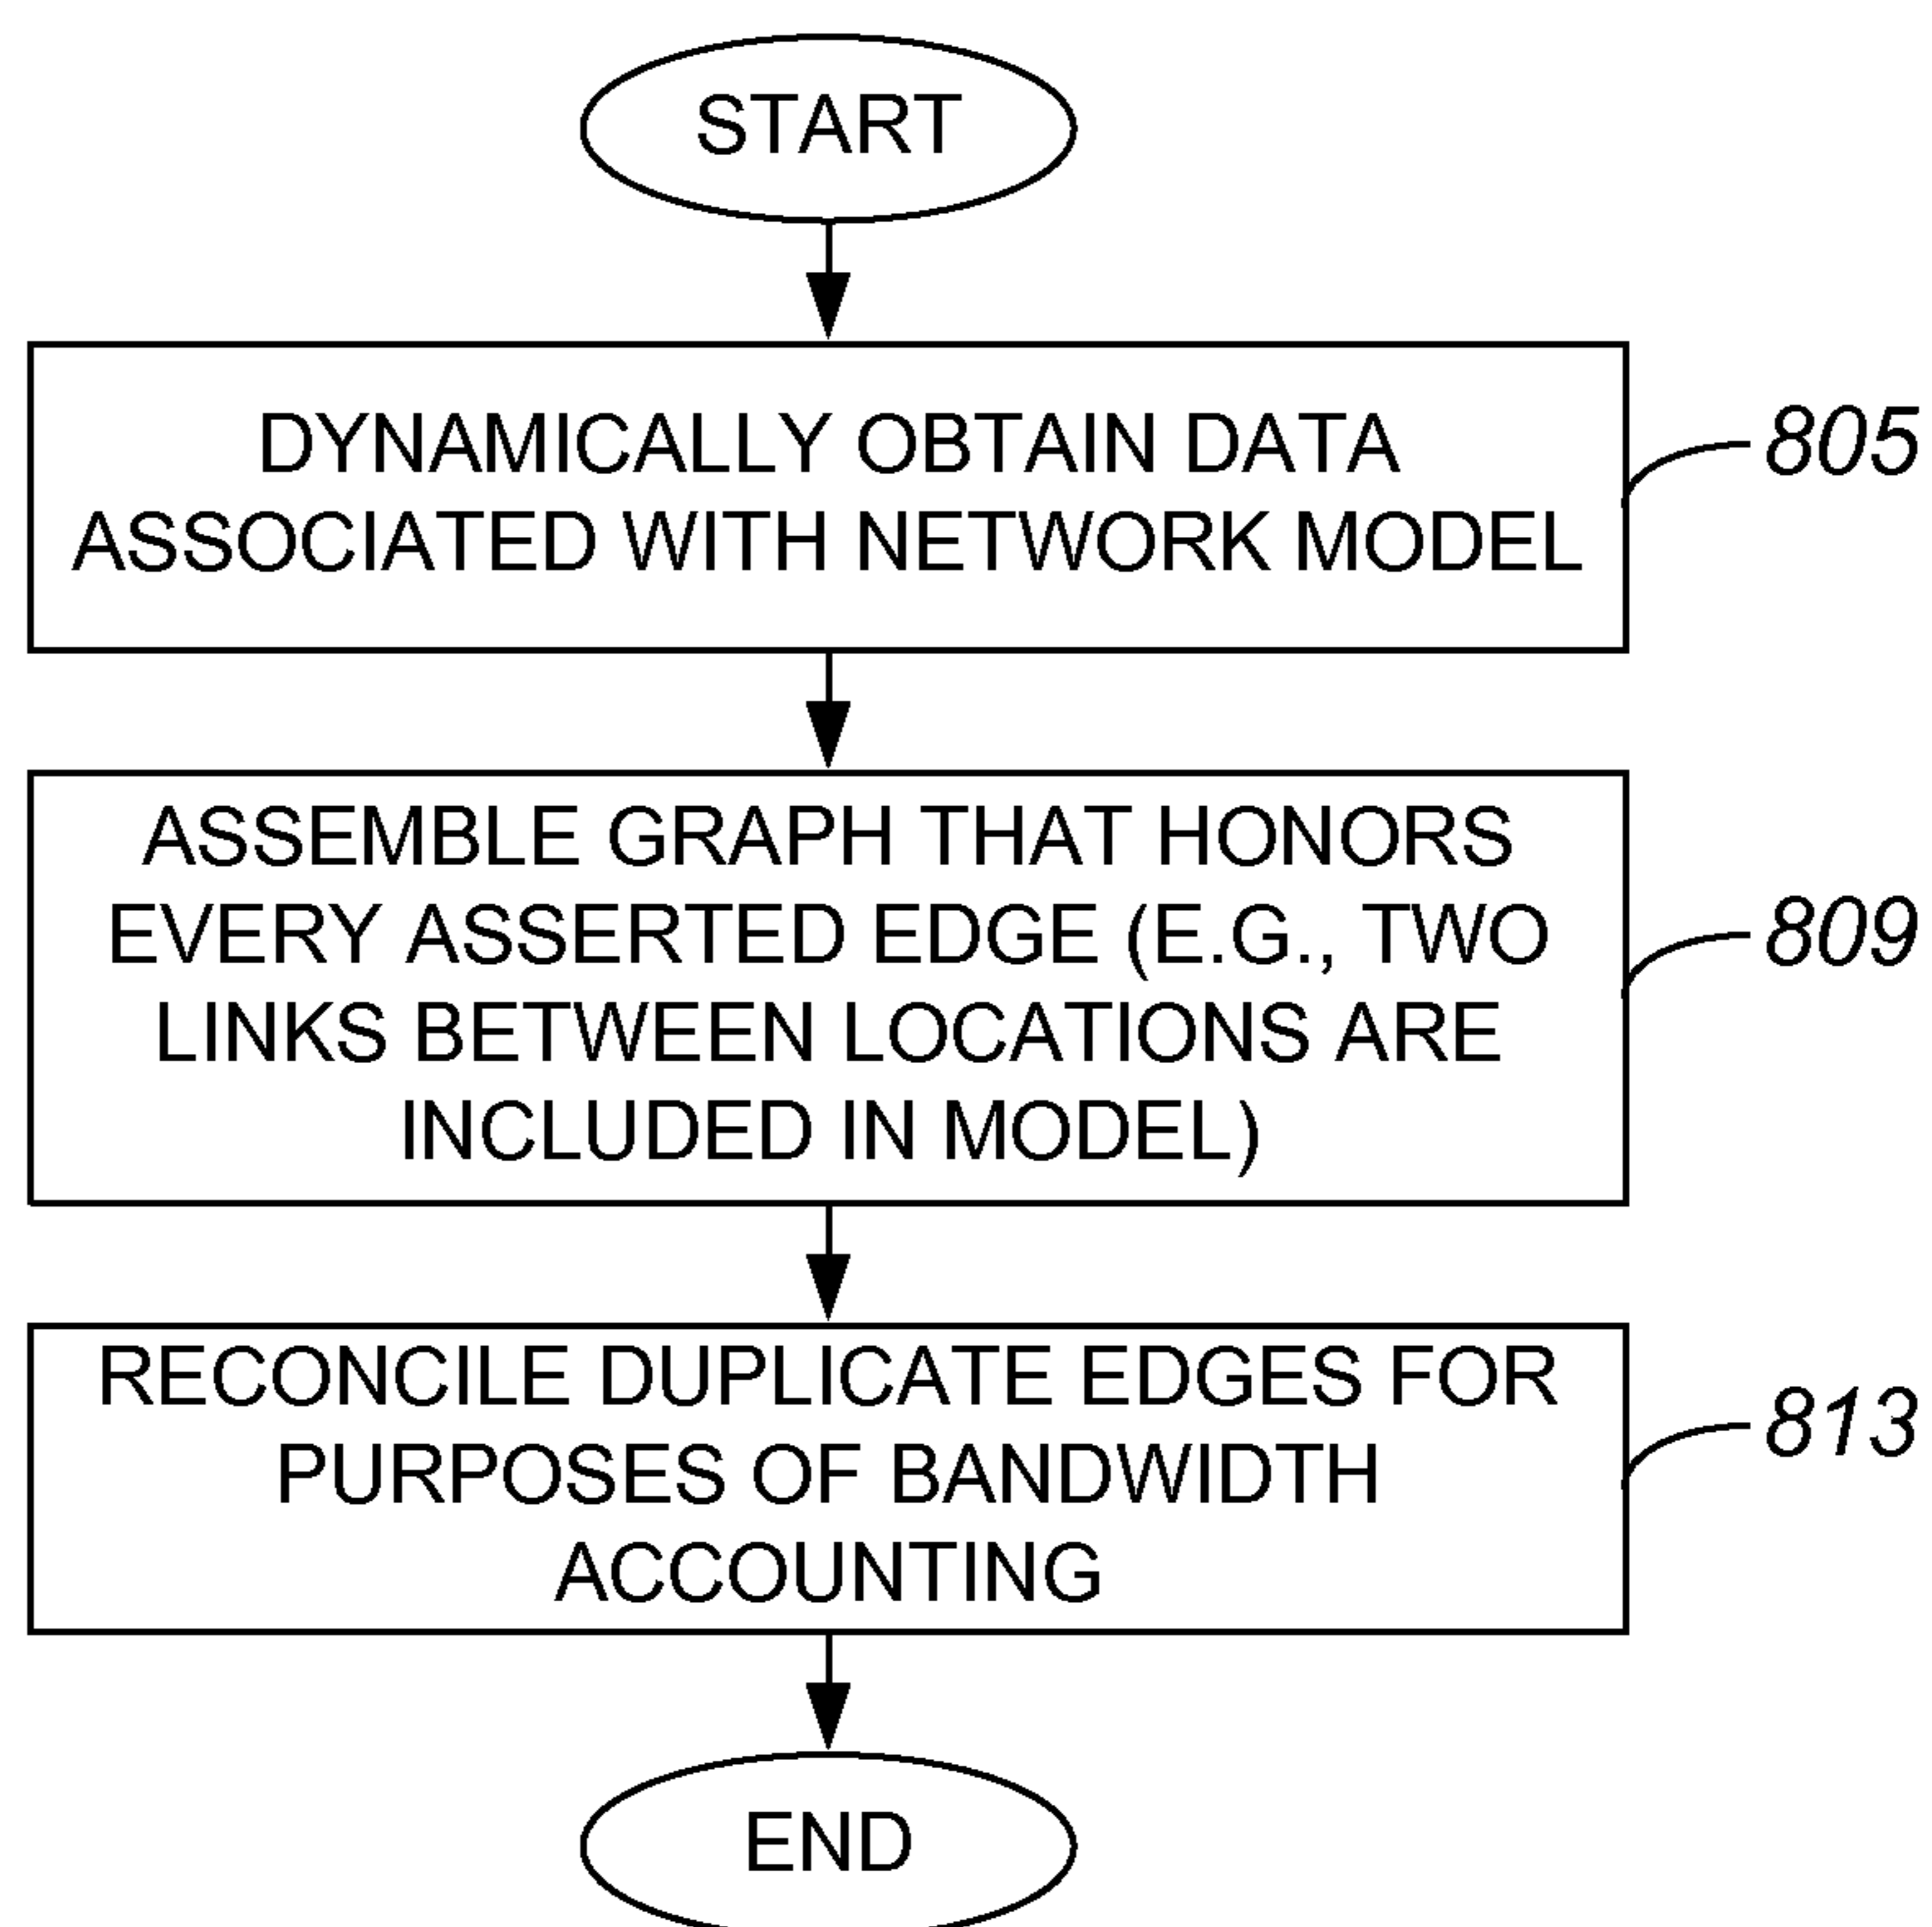 START
DYNAMICALLY OBTAIN DATA
ASSOCIATED WITH NETWORK MODEL
805
ASSEMBLE GRAPH THAT HONORS
EVERY ASSERTED EDGE (E.G., TWO
LINKS BETWEEN LOCATIONS ARE
INCLUDED IN MODEL)
809
RECONCILE DUPLICATE EDGES FOR
PURPOSES OF BANDWIDTH
ACCOUNTING
813
END